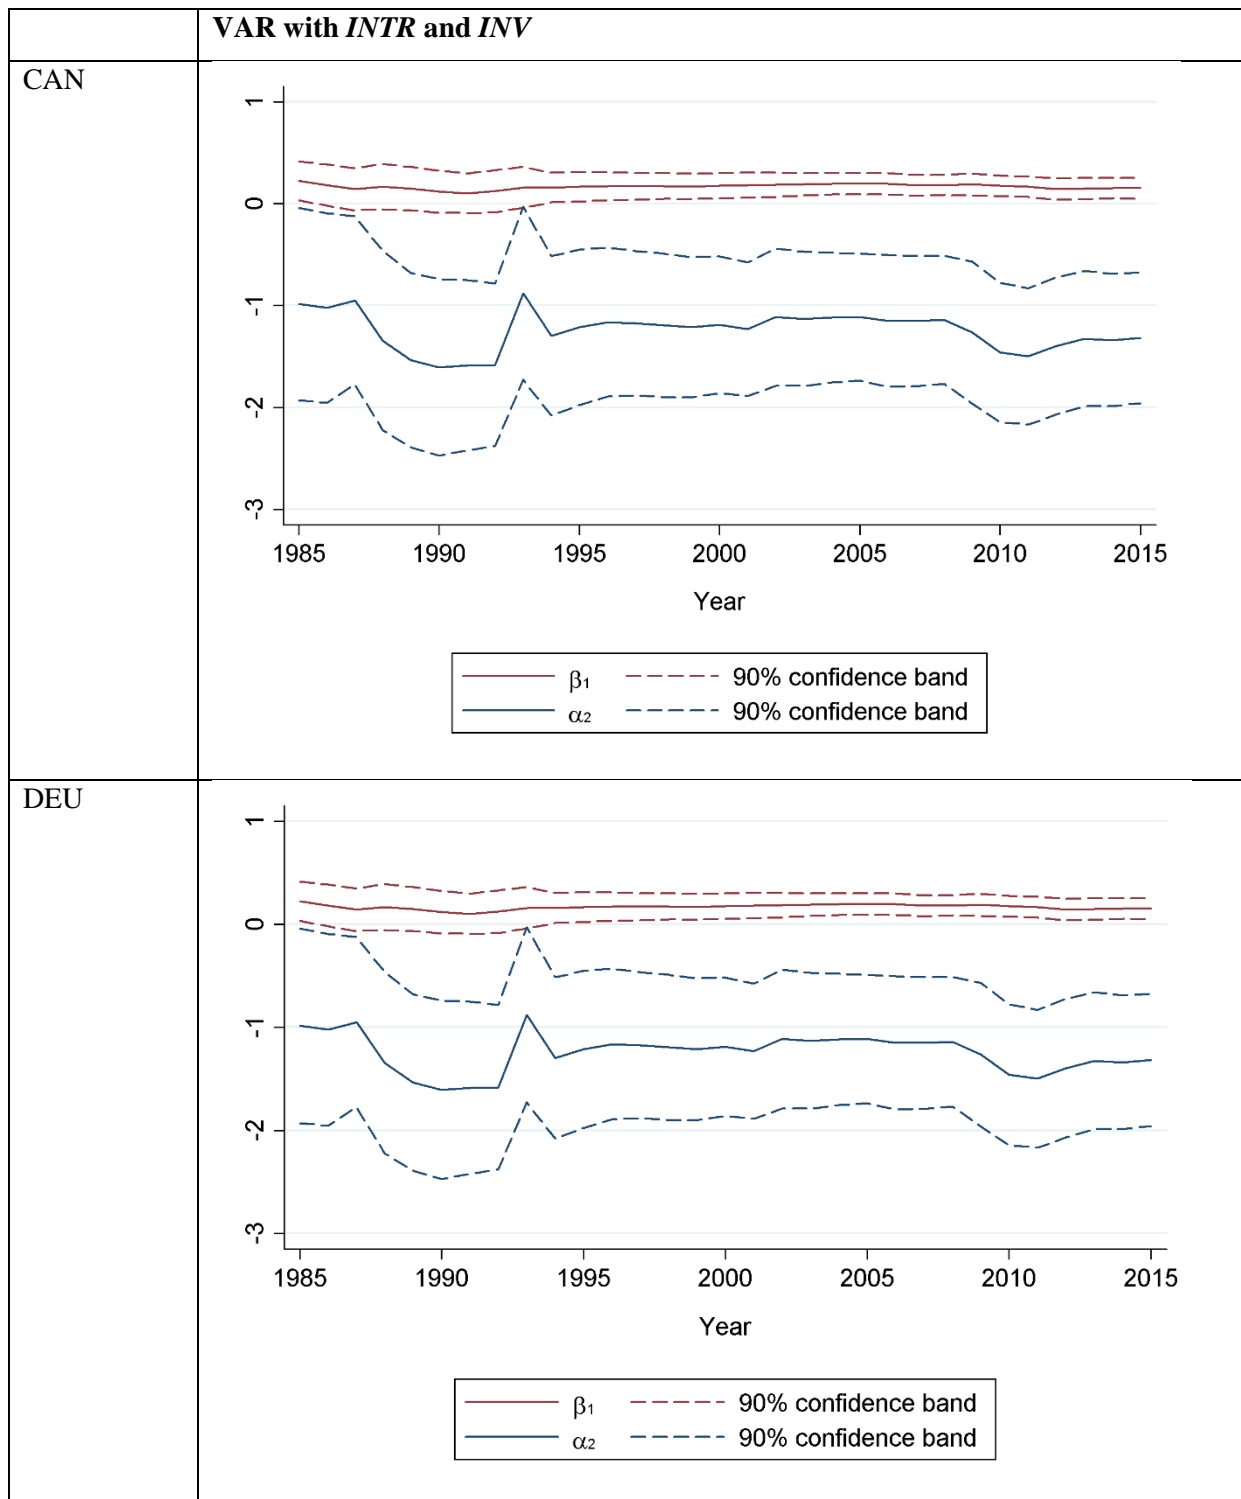 VAR with INTR and INV
CAN
1
0
-1
-2
-3
1985 1990 1995 2000 2005 2010 2015
Year
β1 90% confidence band
α2 90% confidence band
DEU
1
0
-1
-2
-3
1985 1990 1995 2000 2005 2010 2015
Year
β1 90% confidence band
α2 90% confidence band